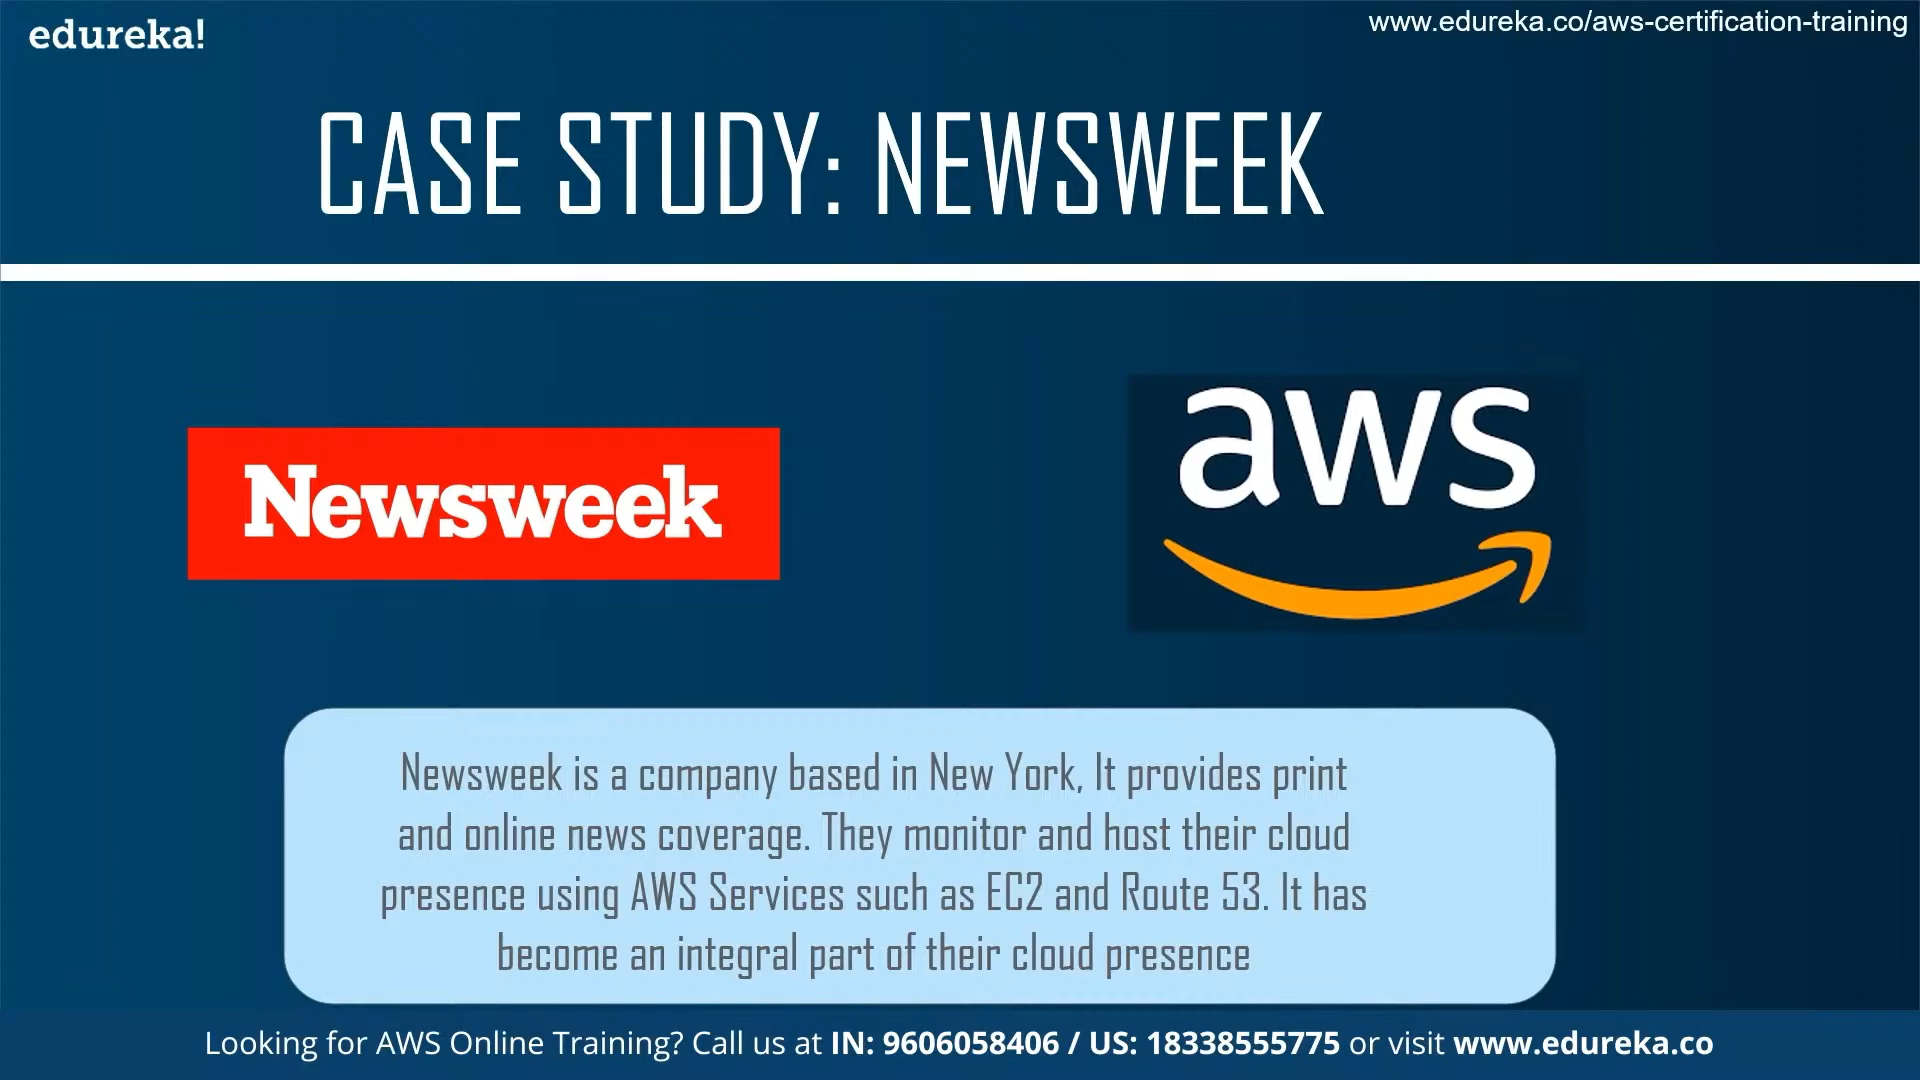 edureka!
www.edureka.co/aws-certification-training
CASE STUDY: NEWSWEEK
Newsweek
aws
Newsweek is a company based in New York, It provides print
and online news coverage. They monitor and host their cloud
presence using AWS Services such as EC2 and Route 53. It has
become an integral part of their cloud presence
Looking for AWS Online Training? Call us at IN: 9606058406 / US: 18338555775 or visit www.edureka.co